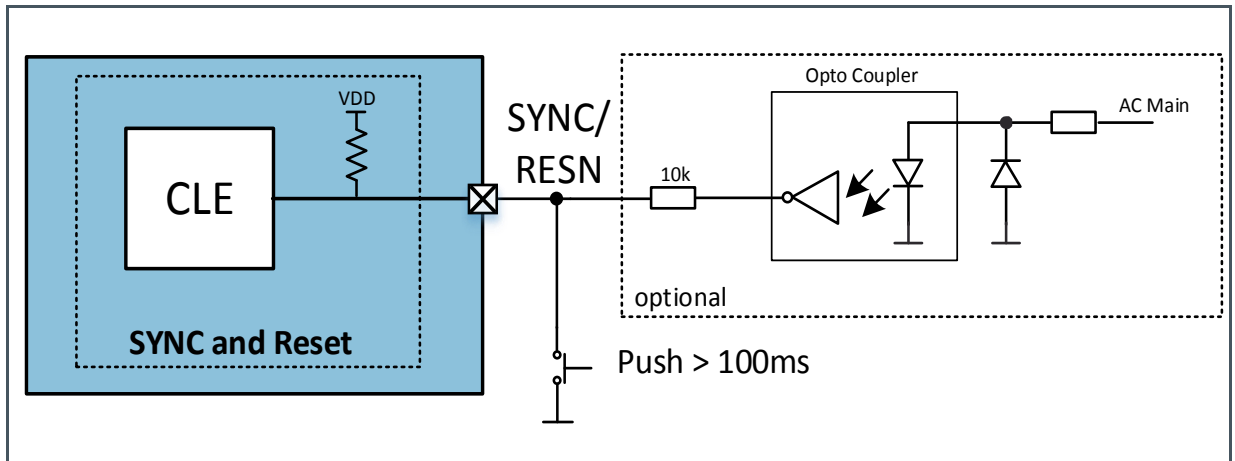 Opto Coupler
VDD
SYNC/
RESN
AC Main
CLE
10k
optional
SYNC and Reset
Push > 100ms